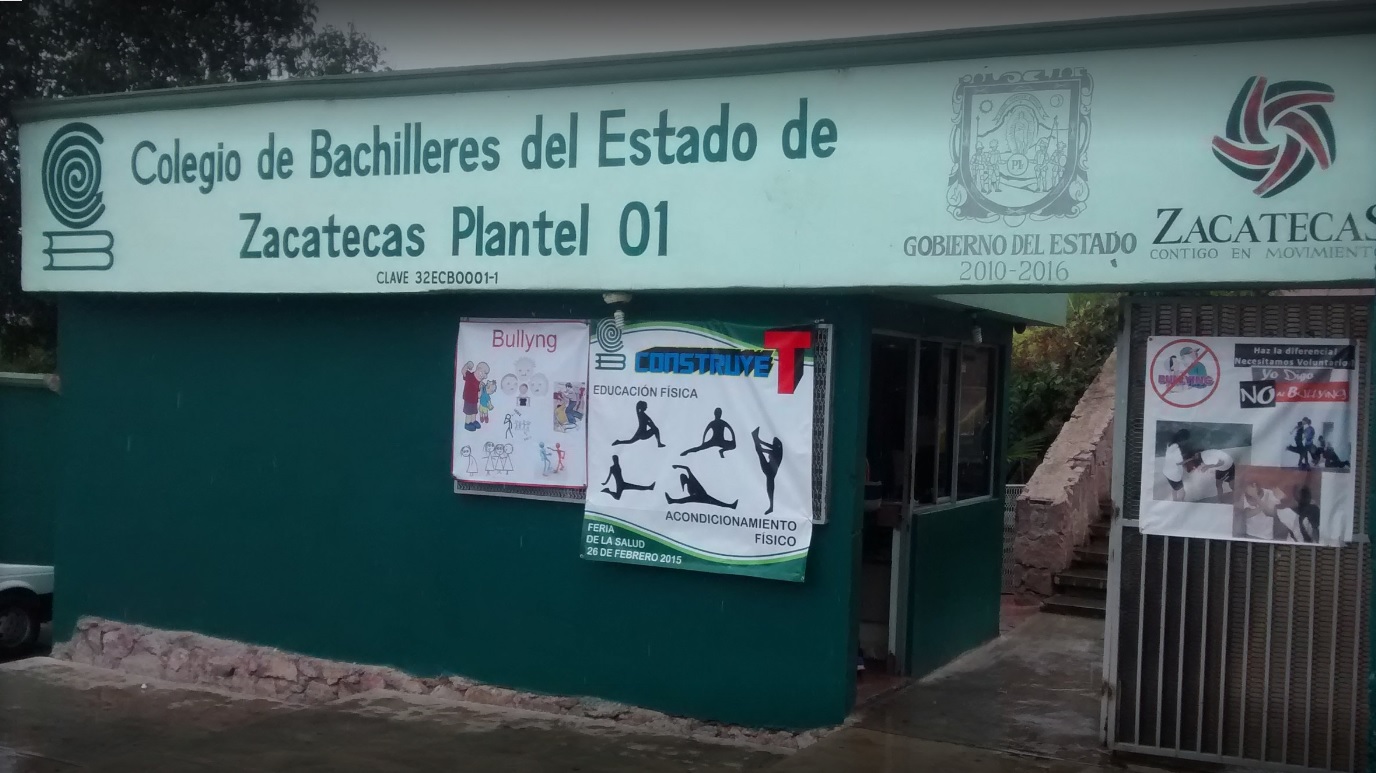 Colegio de Bachilleres del Estado de
Zacatecas Plantel 01
CLAVE 32ECB0001-1
GOBIERNO DEL ESTADO
2010-2016
ZACATECAS
CONTIGO EN MOVIMIENTO
Bullyng
CONSTRUYE T
EDUCACIÓN FÍSICA
ACONDICIONAMIENTO
FÍSICO
FERIA
DE LA SALUD
26 DE FEBRERO 2015
BULLYING
Haz la diferencia!
Necesitamos Voluntarios
Yo Digo
NO al BULLYING